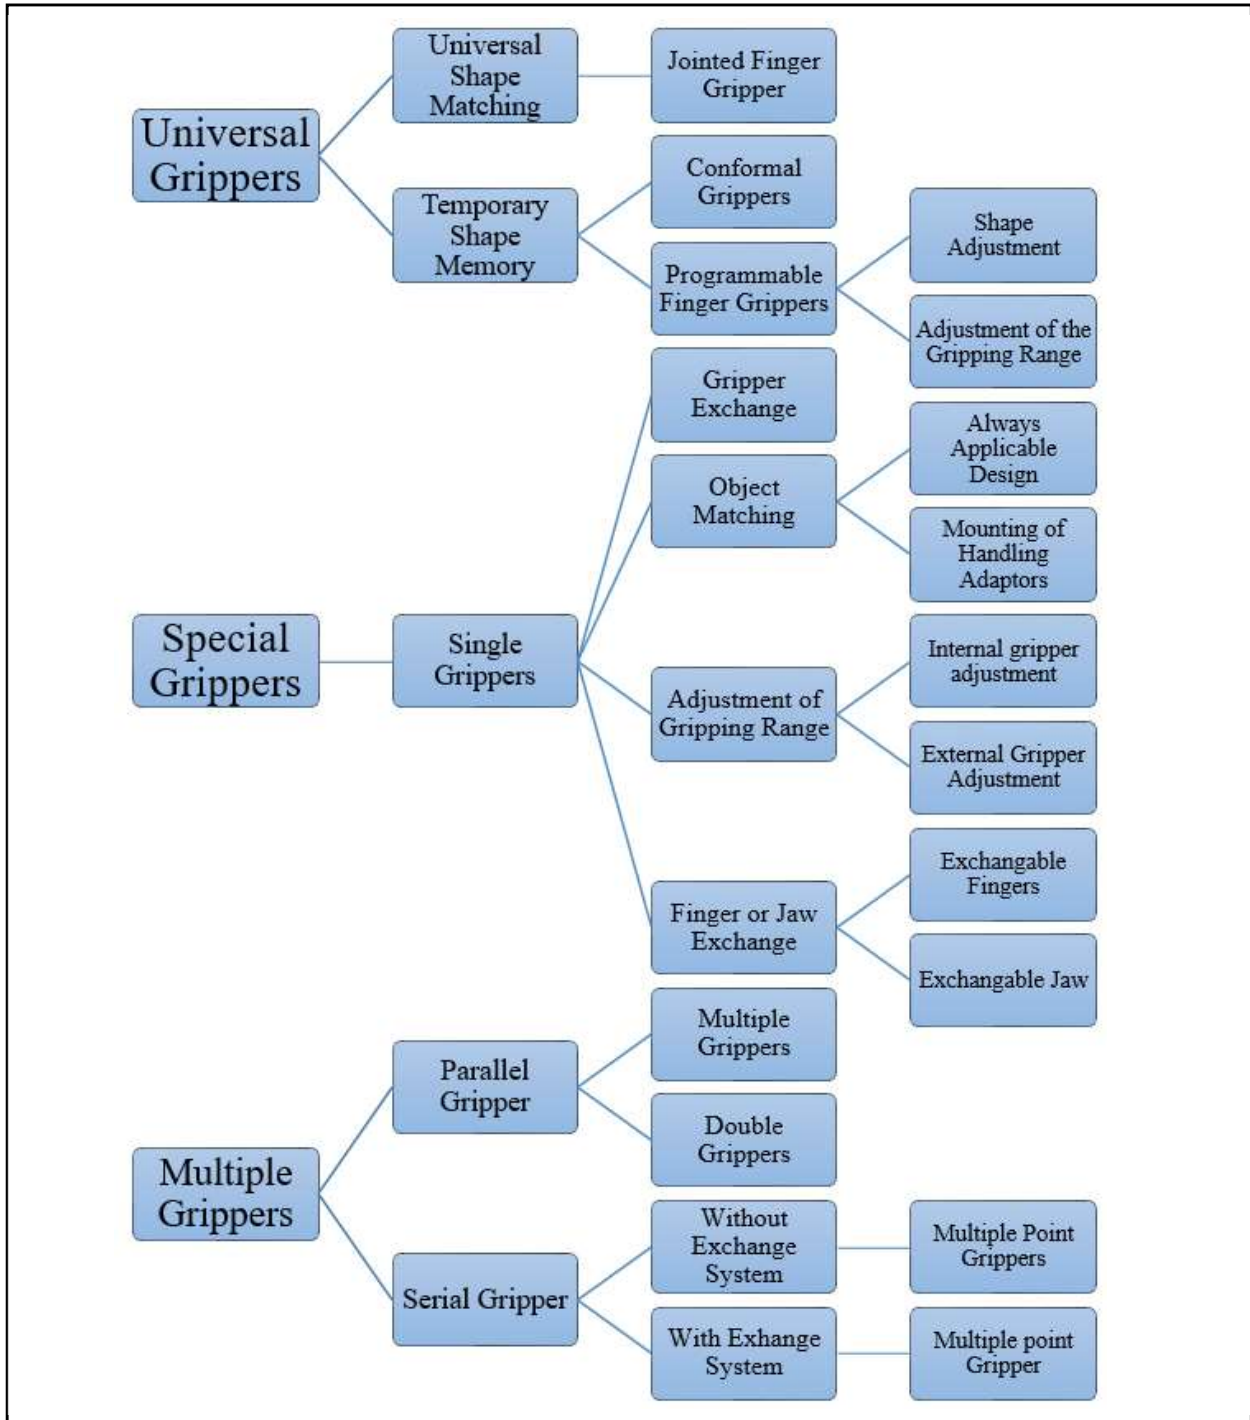 Universal
Grippers
Universal
Shape
Matching
Jointed Finger
Gripper
Temporary
Shape
Memory
Conformal
Grippers
Programmable
Finger Grippers
Shape
Adjustment
Adjustment of the
Gripping Range
Special
Grippers
Single
Grippers
Gripper
Exchange
Object
Matching
Always
Applicable
Design
Mounting of
Handling
Adaptors
Adjustment of
Gripping Range
Internal gripper
adjustment
External Gripper
Adjustment
Finger or Jaw
Exchange
Exchangable
Fingers
Exchangable Jaw
Multiple
Grippers
Parallel
Gripper
Multiple
Grippers
Double
Grippers
Serial Gripper
Without
Exchange
System
Multiple Point
Grippers
With Exhange
System
Multiple point
Gripper